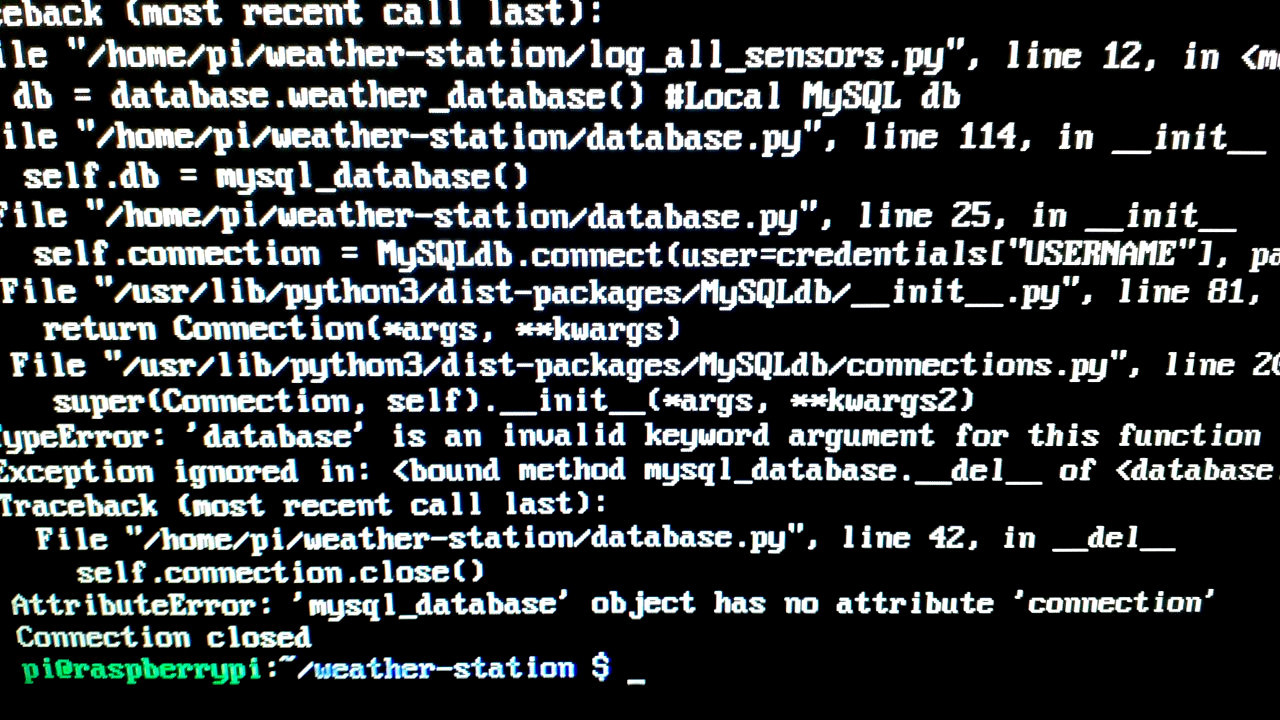 ceback (most recent call last):
ile "/home/pi/weather-station/log_all_sensors.py", line 12, in <mo
db = database.weather_database() #Local MySQL db
ile "/home/pi/weather-station/database.py", line 114, in __init__
self.db = mysql_database()
File "/home/pi/weather-station/database.py", line 25, in __init__
self.connection = MySQLdb.connect(user=credentials["USERNAME"], pa
File "/usr/lib/python3/dist-packages/MySQLdb/__init__.py", line 81,
return Connection(*args, **kwargs)
File "/usr/lib/python3/dist-packages/MySQLdb/connections.py", line 20
super(Connection, self).__init__(*args, **kwargs2)
TypeError: 'database' is an invalid keyword argument for this function
Exception ignored in: <bound method mysql_database.__del__ of <database.
Traceback (most recent call last):
File "/home/pi/weather-station/database.py", line 42, in __del__
self.connection.close()
AttributeError: 'mysql_database' object has no attribute 'connection'
Connection closed
pi@raspberrypi:~/weather-station $ _